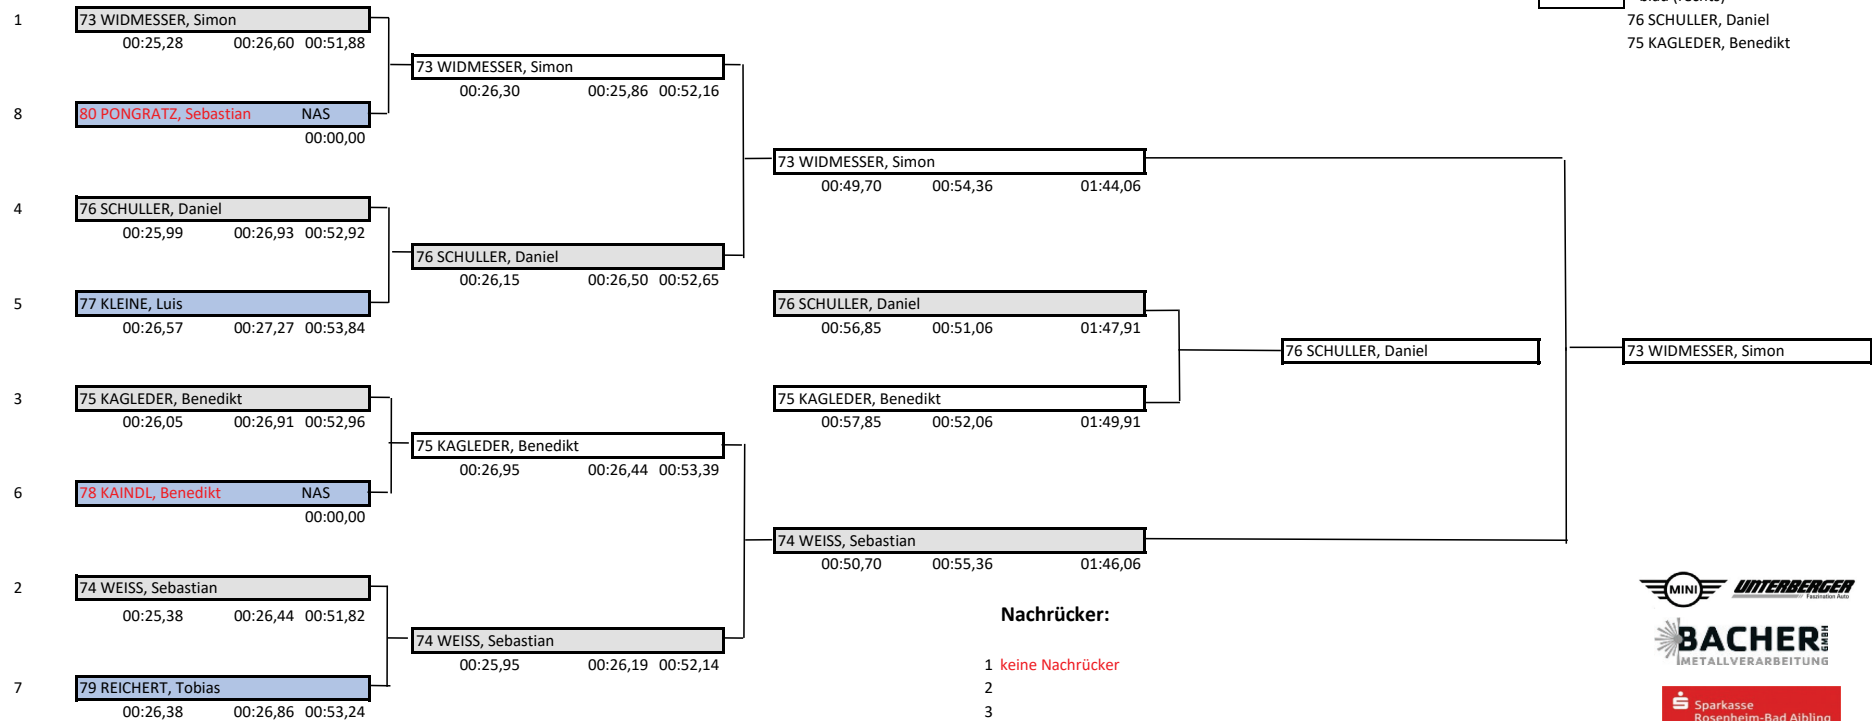 blau (rechts)
76 SCHULLER, Daniel
75 KAGLEDER, Benedikt
1 73 WIDMESSER, Simon
00:25,28 00:26,60 00:51,88
73 WIDMESSER, Simon
00:26,30 00:25,86 00:52,16
8 80 PONGRATZ, Sebastian NAS
00:00,00
73 WIDMESSER, Simon
00:49,70 00:54,36 01:44,06
4 76 SCHULLER, Daniel
00:25,99 00:26,93 00:52,92
76 SCHULLER, Daniel
00:26,15 00:26,50 00:52,65
5 77 KLEINE, Luis
00:26,57 00:27,27 00:53,84
76 SCHULLER, Daniel
00:56,85 00:51,06 01:47,91
76 SCHULLER, Daniel
73 WIDMESSER, Simon
3 75 KAGLEDER, Benedikt
00:26,05 00:26,91 00:52,96
75 KAGLEDER, Benedikt
00:57,85 00:52,06 01:49,91
75 KAGLEDER, Benedikt
00:26,95 00:26,44 00:53,39
6 78 KAINDL, Benedikt NAS
00:00,00
74 WEISS, Sebastian
00:50,70 00:55,36 01:46,06
2 74 WEISS, Sebastian
00:25,38 00:26,44 00:51,82
74 WEISS, Sebastian
00:25,95 00:26,19 00:52,14
7 79 REICHERT, Tobias
00:26,38 00:26,86 00:53,24
Nachrücker:
1 keine Nachrücker
2
3
MINI UNTERBERGER
Faszination Auto
BACHER GMBH
METALLVERARBEITUNG
Sparkasse
Rosenheim-Bad Aibling